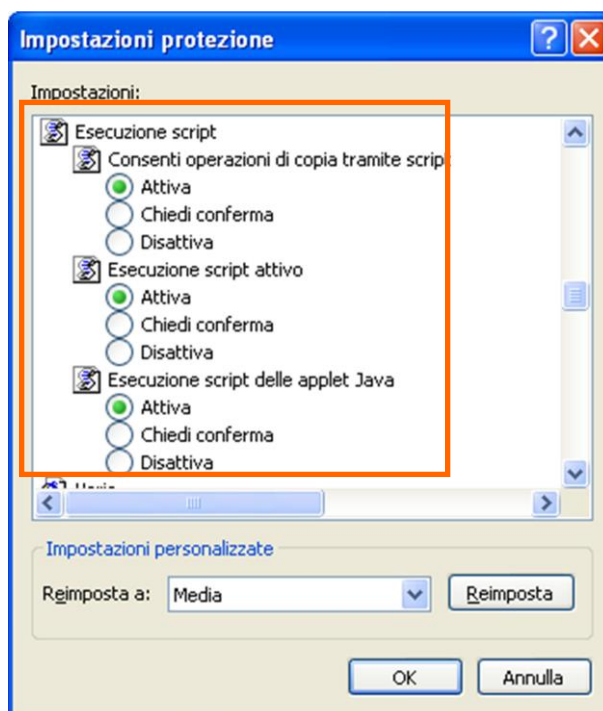 Impostazioni protezione
Impostazioni:
Esecuzione script
Consenti operazioni di copia tramite script
Attiva
Chiedi conferma
Disattiva
Esecuzione script attivo
Attiva
Chiedi conferma
Disattiva
Esecuzione script delle applet Java
Attiva
Chiedi conferma
Disattiva
Impostazioni personalizzate
Reimposta a: Media Reimposta
OK Annulla